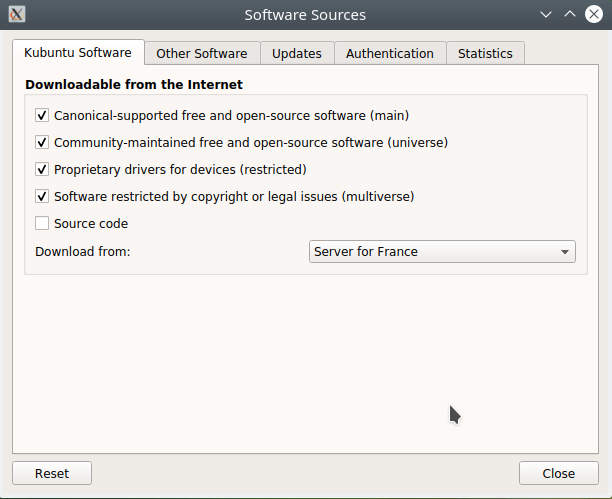 Software Sources
Kubuntu Software
Other Software
Updates
Authentication
Statistics
Downloadable from the Internet
Canonical-supported free and open-source software (main)
Community-maintained free and open-source software (universe)
Proprietary drivers for devices (restricted)
Software restricted by copyright or legal issues (multiverse)
Source code
Download from:
Server for France
Reset
Close